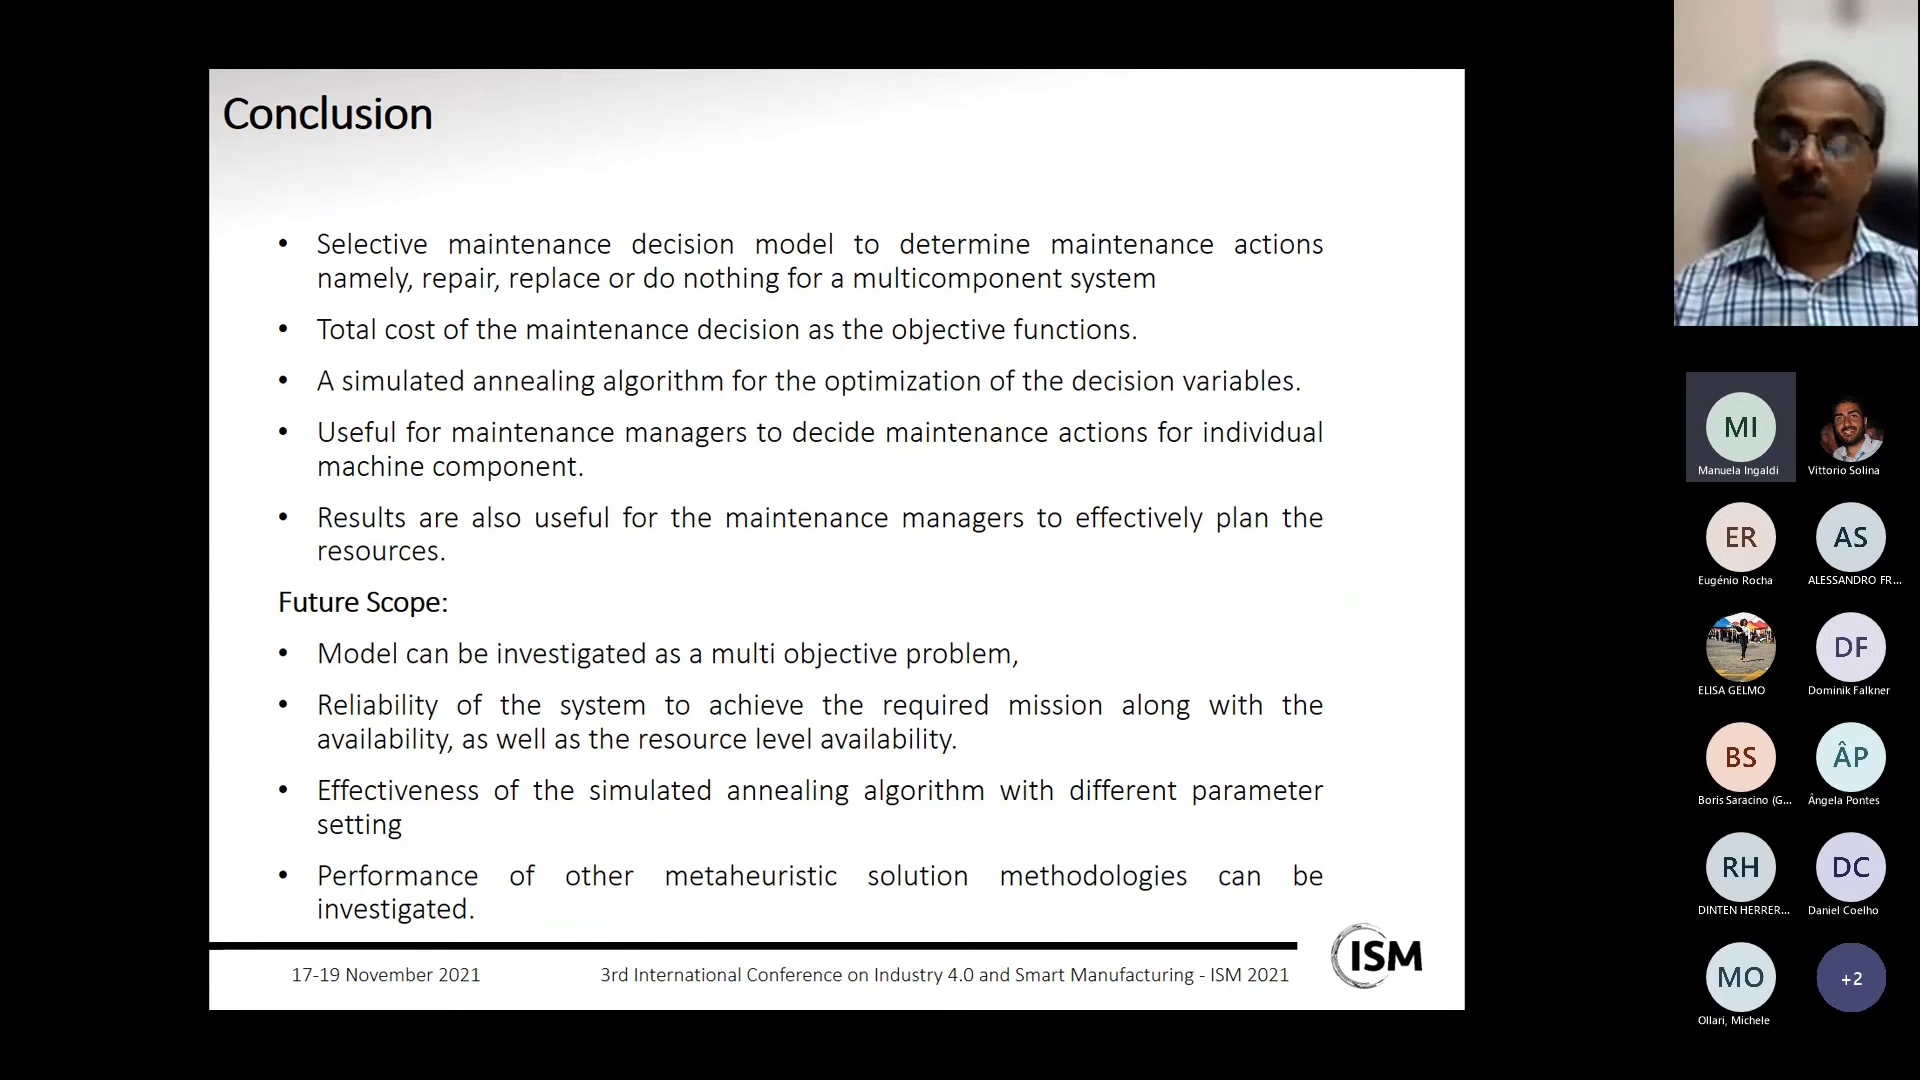 Conclusion
• Selective maintenance decision model to determine maintenance actions
namely, repair, replace or do nothing for a multicomponent system
• Total cost of the maintenance decision as the objective functions.
• A simulated annealing algorithm for the optimization of the decision variables.
• Useful for maintenance managers to decide maintenance actions for individual
machine component.
• Results are also useful for the maintenance managers to effectively plan the
resources.
Future Scope:
• Model can be investigated as a multi objective problem,
• Reliability of the system to achieve the required mission along with the
availability, as well as the resource level availability.
• Effectiveness of the simulated annealing algorithm with different parameter
setting
• Performance of other metaheuristic solution methodologies can be
investigated.
17-19 November 2021
3rd International Conference on Industry 4.0 and Smart Manufacturing - ISM 2021
ISM
MI
Manuela Ingaldi
Vittorio Solina
ER
Eugénio Rocha
AS
ALESSANDRO FR...
ELISA GELMO
DF
Dominik Falkner
BS
Boris Saracino (G...
ÂP
Ângela Pontes
RH
DINTEN HERRER...
DC
Daniel Coelho
MO
Ollari, Michele
+2